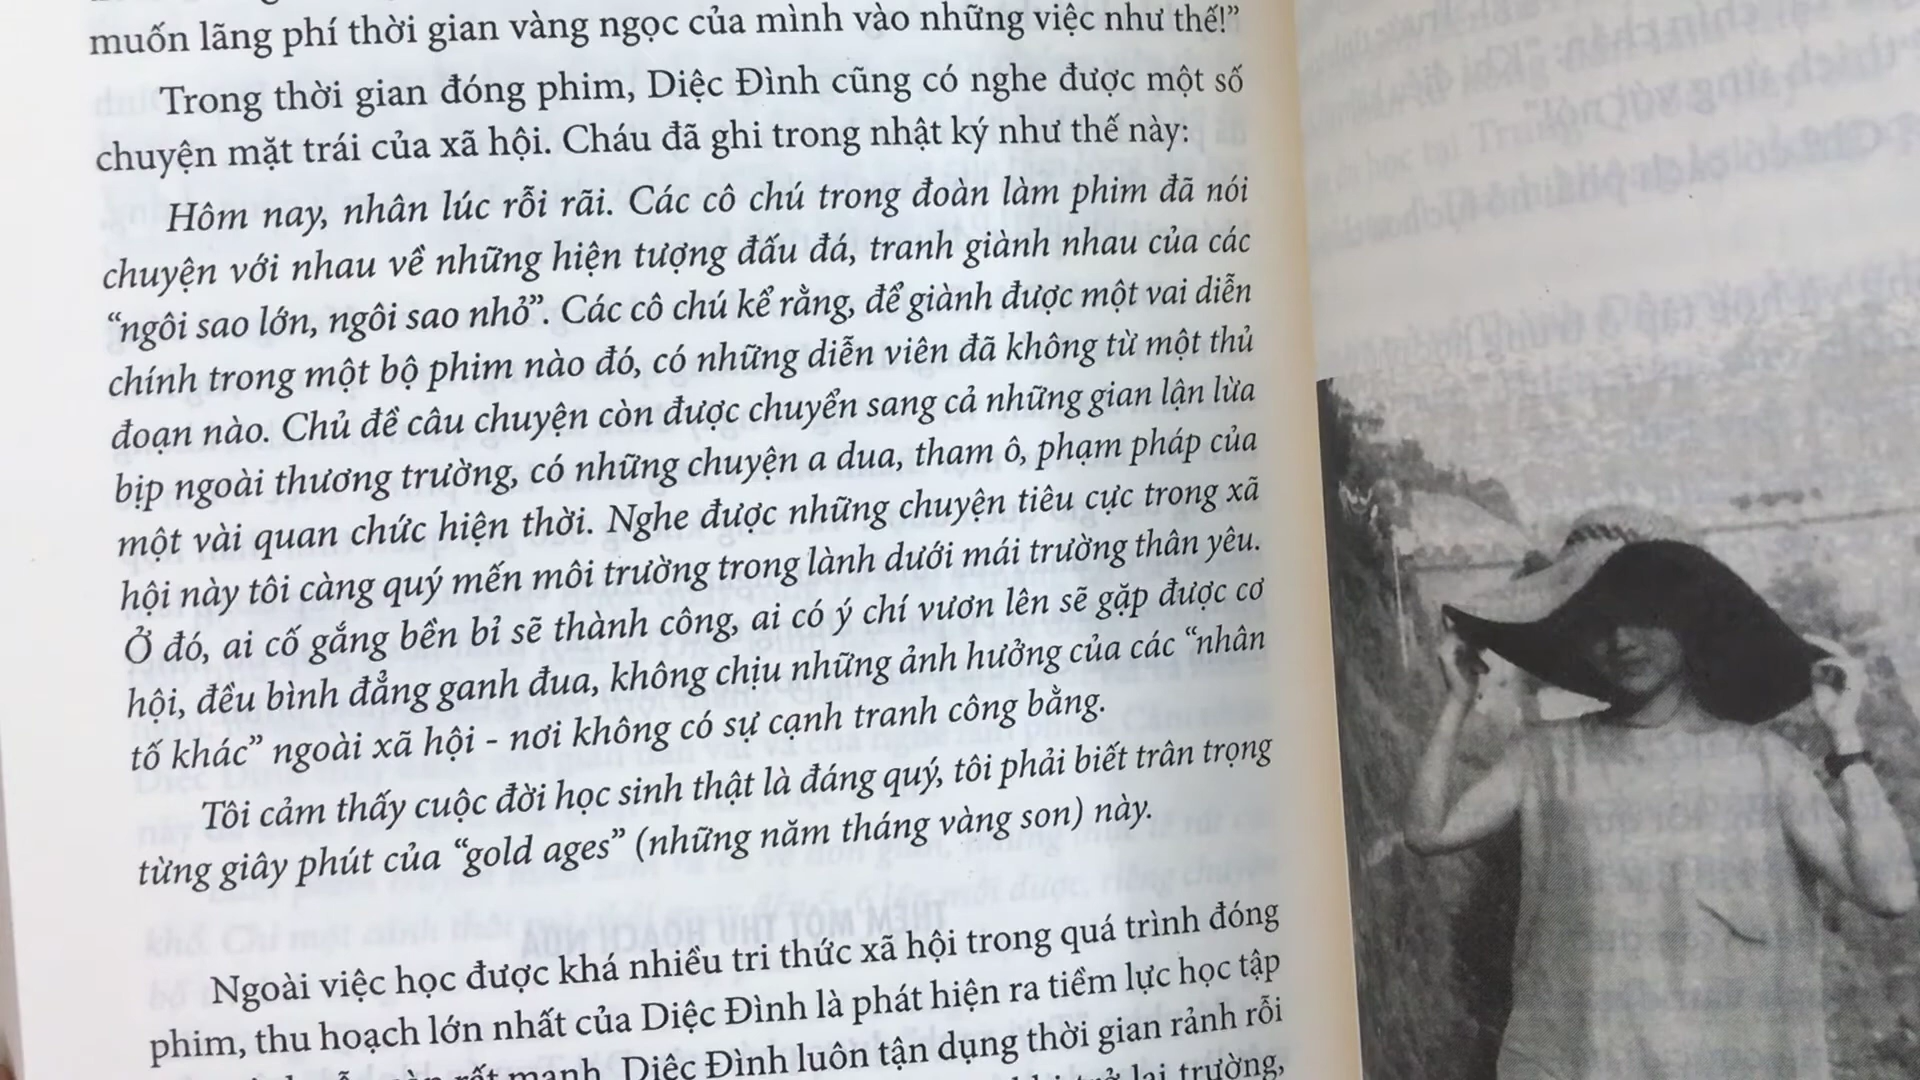 muốn lãng phí thời gian vàng ngọc của mình vào những việc như thế!”
Trong thời gian đóng phim, Diệc Đình cũng có nghe được một số
chuyện mặt trái của xã hội. Cháu đã ghi trong nhật ký như thế này:
Hôm nay, nhân lúc rỗi rãi. Các cô chú trong đoàn làm phim đã nói
chuyện với nhau về những hiện tượng đấu đá, tranh giành nhau của các
“ngôi sao lớn, ngôi sao nhỏ”. Các cô chú kể rằng, để giành được một vai diễn
chính trong một bộ phim nào đó, có những diễn viên đã không từ một thủ
đoạn nào. Chủ đề câu chuyện còn được chuyển sang cả những gian lận lừa
bịp ngoài thương trường, có những chuyện a dua, tham ô, phạm pháp của
một vài quan chức hiện thời. Nghe được những chuyện tiêu cực trong xã
hội này tôi càng quý mến môi trường trong lành dưới mái trường thân yêu.
Ở đó, ai cố gắng bền bỉ sẽ thành công, ai có ý chí vươn lên sẽ gặp được cơ
hội, đều bình đẳng ganh đua, không chịu những ảnh hưởng của các “nhân
tố khác” ngoài xã hội - nơi không có sự cạnh tranh công bằng.
Tôi cảm thấy cuộc đời học sinh thật là đáng quý, tôi phải biết trân trọng
từng giây phút của “gold ages” (những năm tháng vàng son) này.
Ngoài việc học được khá nhiều tri thức xã hội trong quá trình đóng
phim, thu hoạch lớn nhất của Diệc Đình là phát hiện ra tiềm lực học tập
rất mạnh. Diệc Đình luôn tận dụng thời gian rảnh rỗi
trở lại trường,